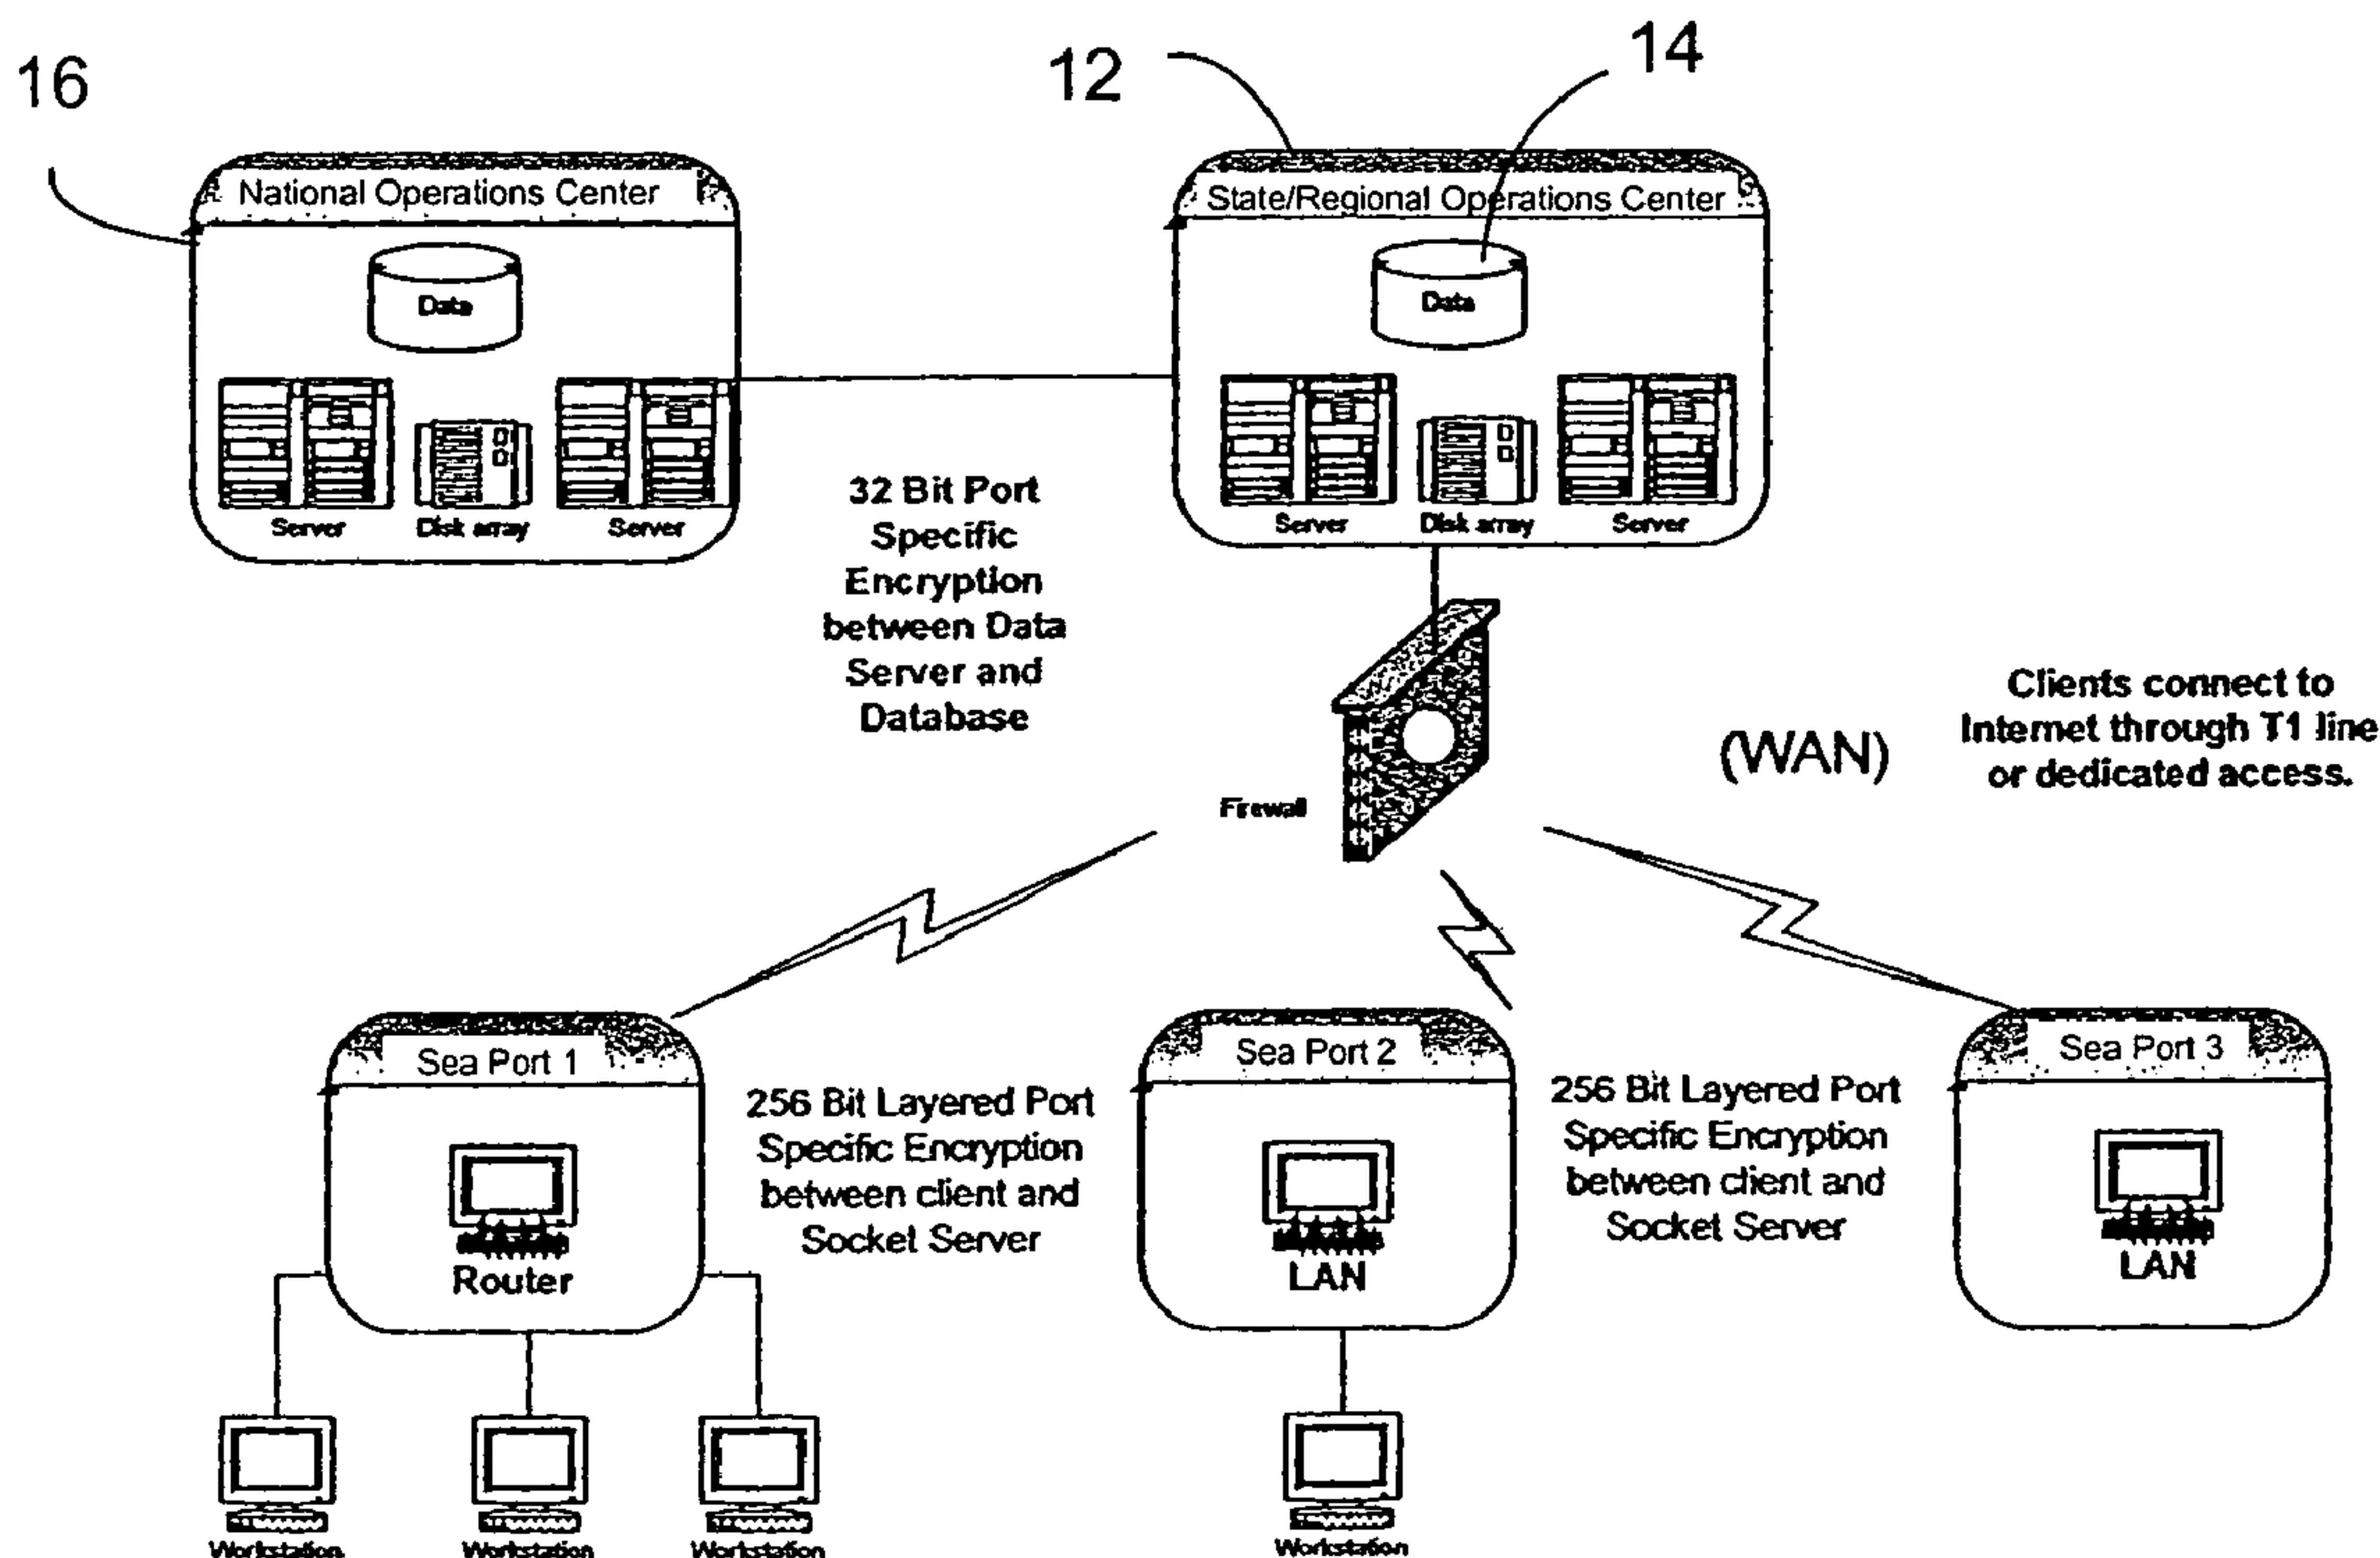 16
12
14
National Operations Center
State/Regional Operations Center
Data
Data
Server
Disk array
Server
Server
Disk array
Server
32 Bit Port
Specific
Encryption
between Data
Server and
Database
Clients connect to
Internet through T1 line
or dedicated access.
(WAN)
Firewall
Sea Port 1
Sea Port 2
Sea Port 3
256 Bit Layered Port
Specific Encryption
between client and
Socket Server
256 Bit Layered Port
Specific Encryption
between client and
Socket Server
Router
LAN
LAN
Workstation
Workstation
Workstation
Workstation